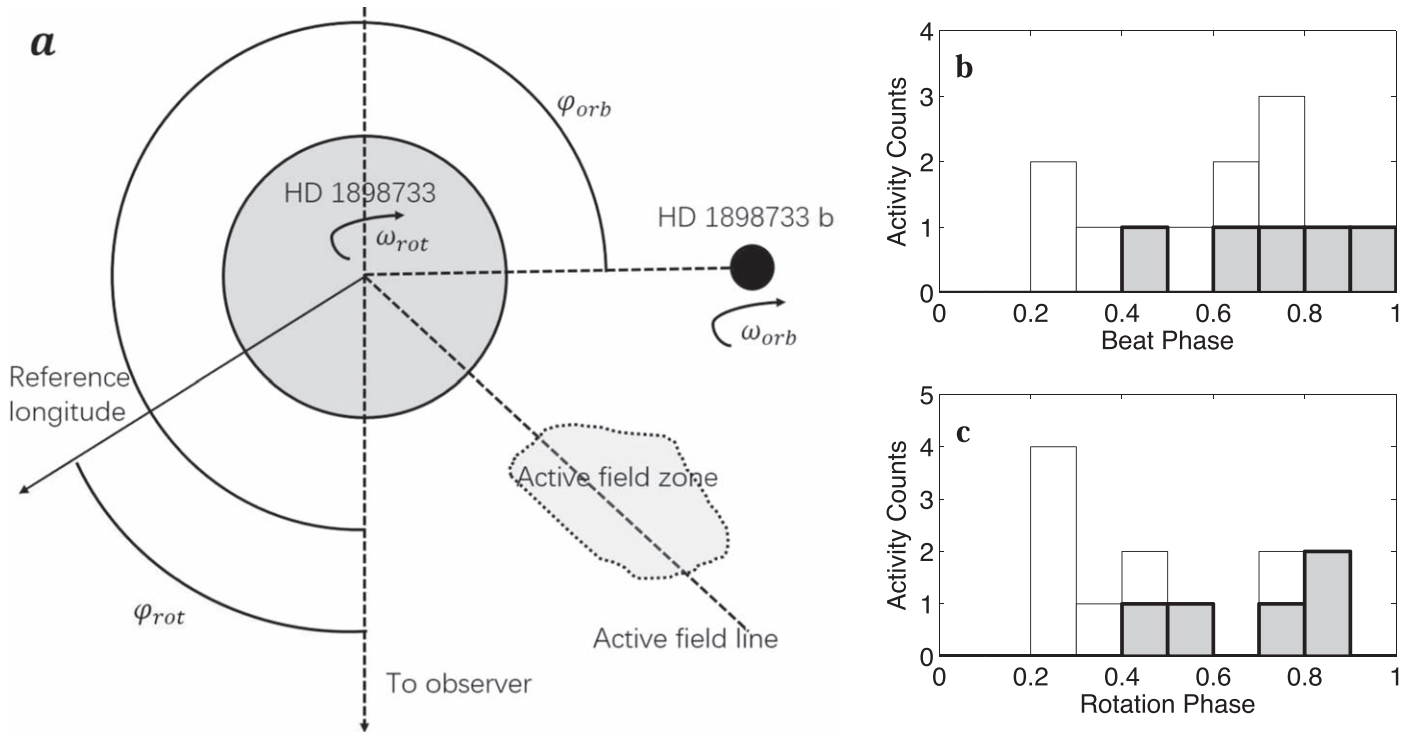 a
φorb
HD 1898733
ωrot
HD 1898733 b
ωorb
Reference
longitude
Active field zone
φrot
Active field line
To observer
b
Activity Counts
4
3
2
1
0
0
0.2
0.4
0.6
0.8
1
Beat Phase
c
Activity Counts
5
4
3
2
1
0
0
0.2
0.4
0.6
0.8
1
Rotation Phase